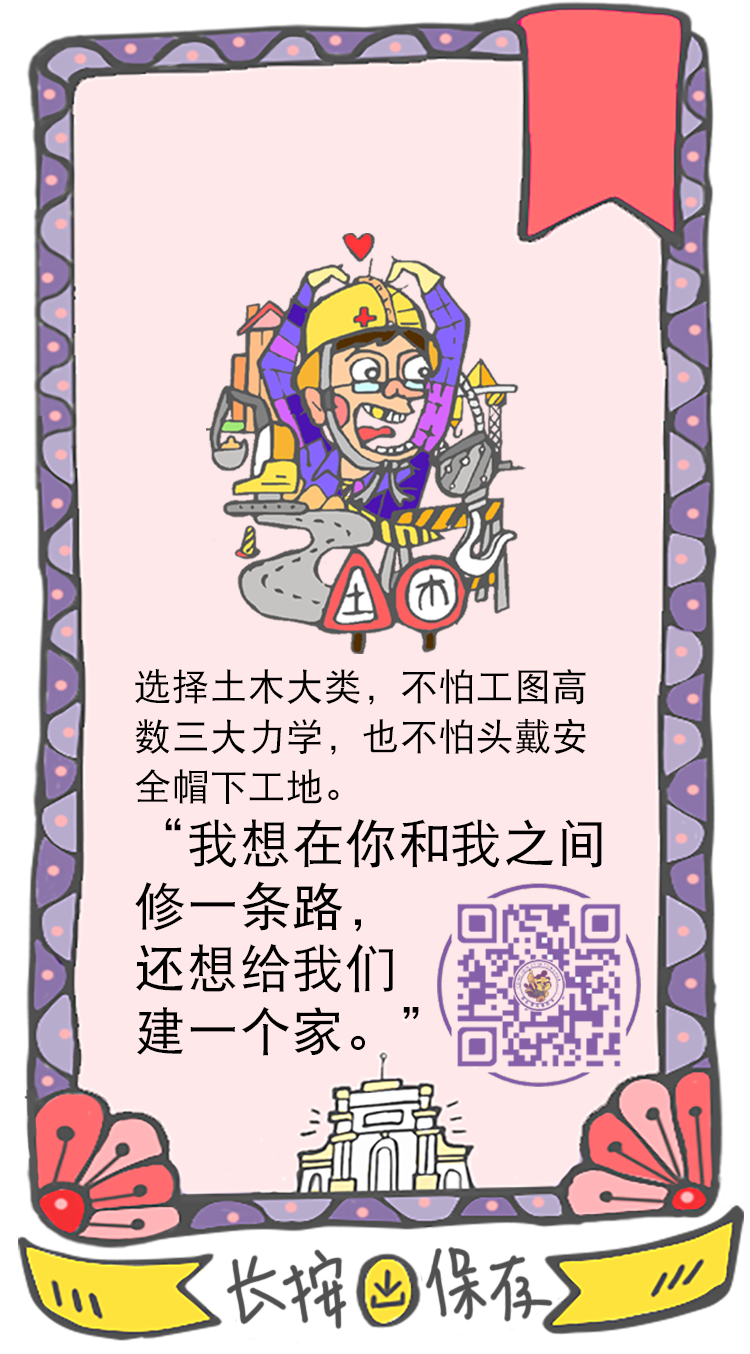 土 木
选择土木大类，不怕工图高
数三大力学，也不怕头戴安
全帽下工地。
“我想在你和我之间
修一条路，
还想给我们
建一个家。”
长按 保存